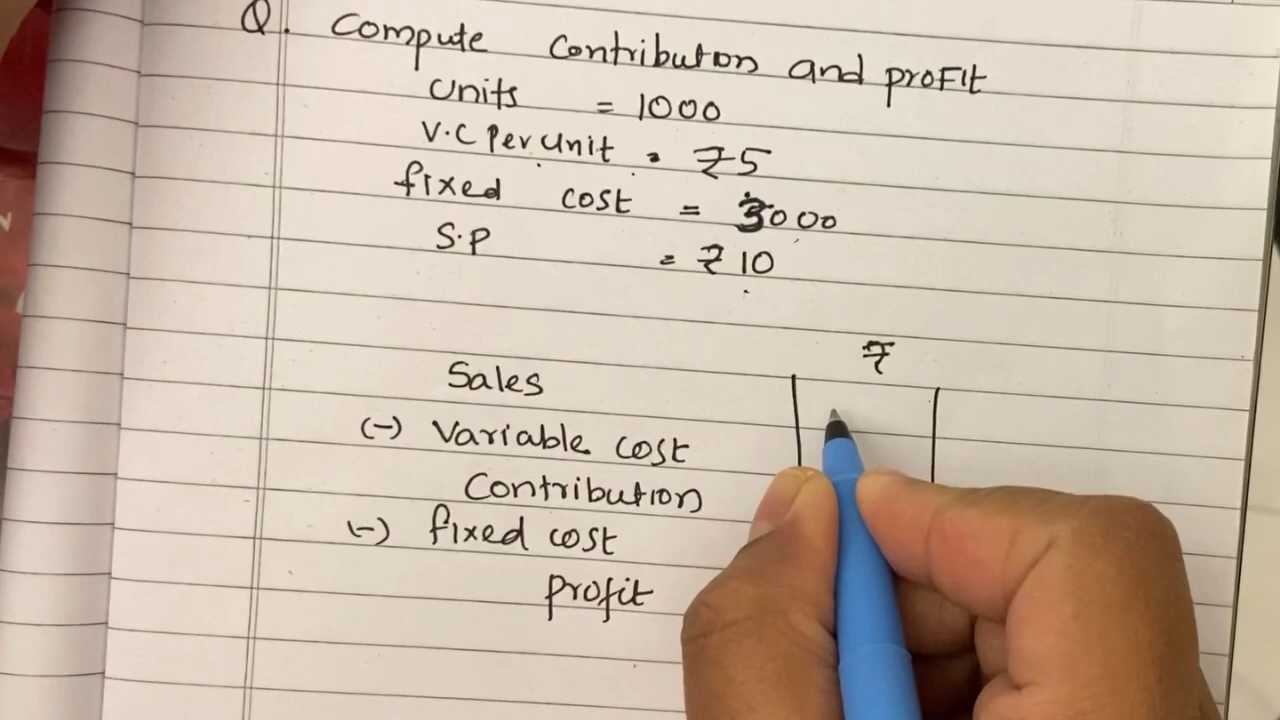 Q. Compute Contribution and profit
Units = 1000
V.C Per Unit = ₹5
fixed cost = 3000
S.P = ₹10
₹
Sales
(-) Variable cost
Contribution
(-) fixed cost
profit